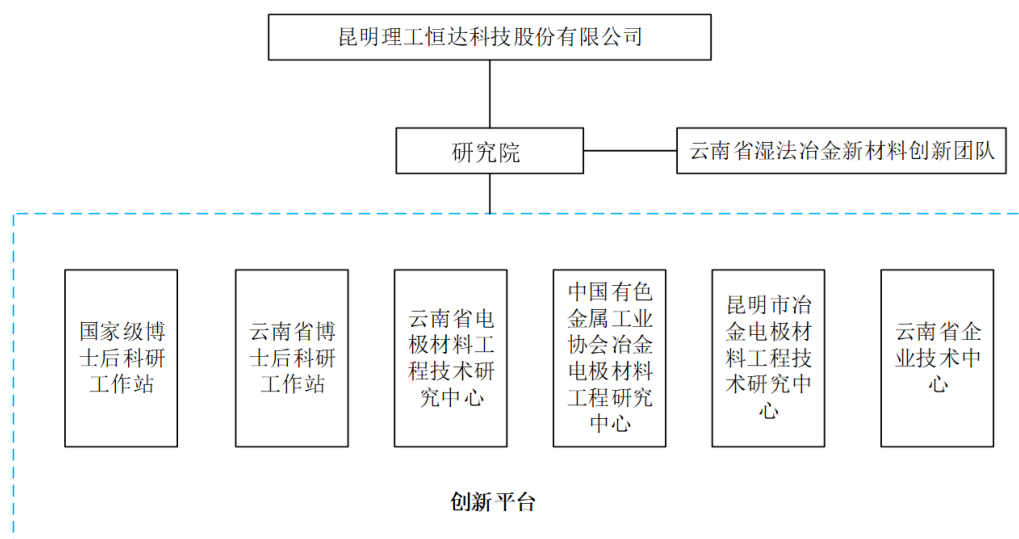 昆明理工恒达科技股份有限公司
研究院
云南省湿法冶金新材料创新团队
国家级博
士后科研
工作站
云南省博
士后科研
工作站
云南省电
极材料工
程技术研
究中心
中国有色
金属工业
协会冶金
电极材料
工程研究
中心
昆明市冶
金电极材
料工程技
术研究中
心
云南省企
业技术中
心
创新平台